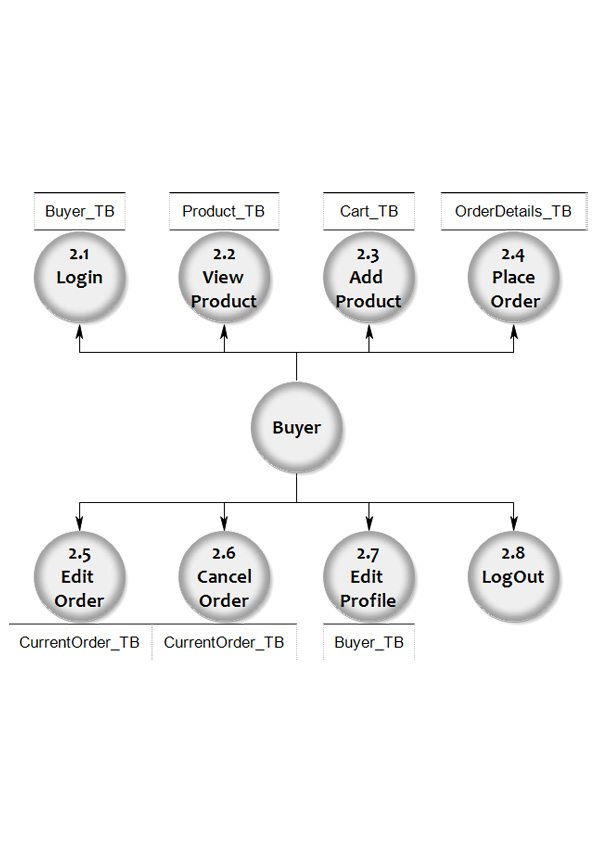 Buyer_TB
Product_TB
Cart_TB
OrderDetails_TB
2.1
Login
2.2
View
Product
2.3
Add
Product
2.4
Place
Order
Buyer
2.5
Edit
Order
2.6
Cancel
Order
2.7
Edit
Profile
2.8
LogOut
CurrentOrder_TB
CurrentOrder_TB
Buyer_TB